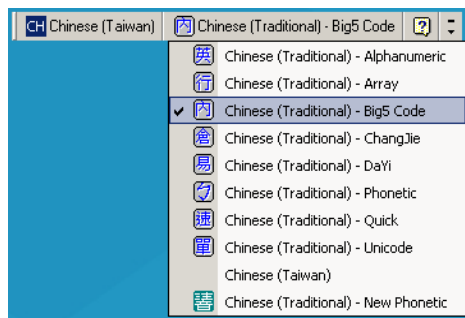 CH Chinese (Taiwan) 內 Chinese (Traditional) - Big5 Code
英 Chinese (Traditional) - Alphanumeric
行 Chinese (Traditional) - Array
內 Chinese (Traditional) - Big5 Code
倉 Chinese (Traditional) - ChangJie
易 Chinese (Traditional) - DaYi
ㄅ Chinese (Traditional) - Phonetic
速 Chinese (Traditional) - Quick
單 Chinese (Traditional) - Unicode
Chinese (Taiwan)
Chinese (Traditional) - New Phonetic